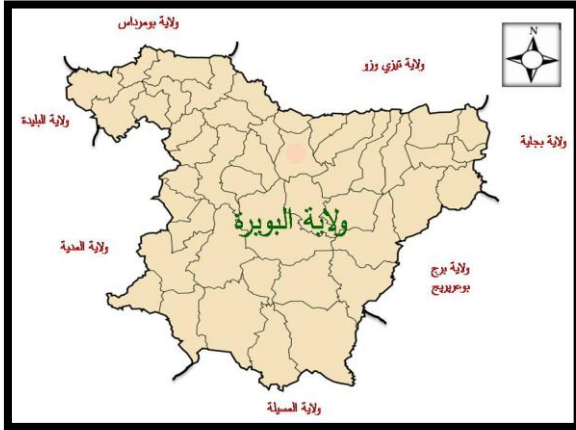 ولاية بومرداس
ولاية تيزي وزو
ولاية البليدة
ولاية بجاية
ولاية البويرة
ولاية المدية
ولاية برج
بوعريريج
ولاية المسيلة